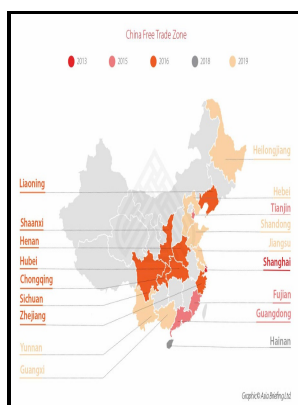 China Free Trade Zone
2013
2015
2016
2018
2019
Heilongjiang
Liaoning
Hebei
Tianjin
Shaanxi
Shandong
Henan
Jiangsu
Hubei
Shanghai
Chongqing
Sichuan
Fujian
Zhejiang
Guangdong
Yunnan
Hainan
Guangxi
Graphic© Asia Briefing Ltd.